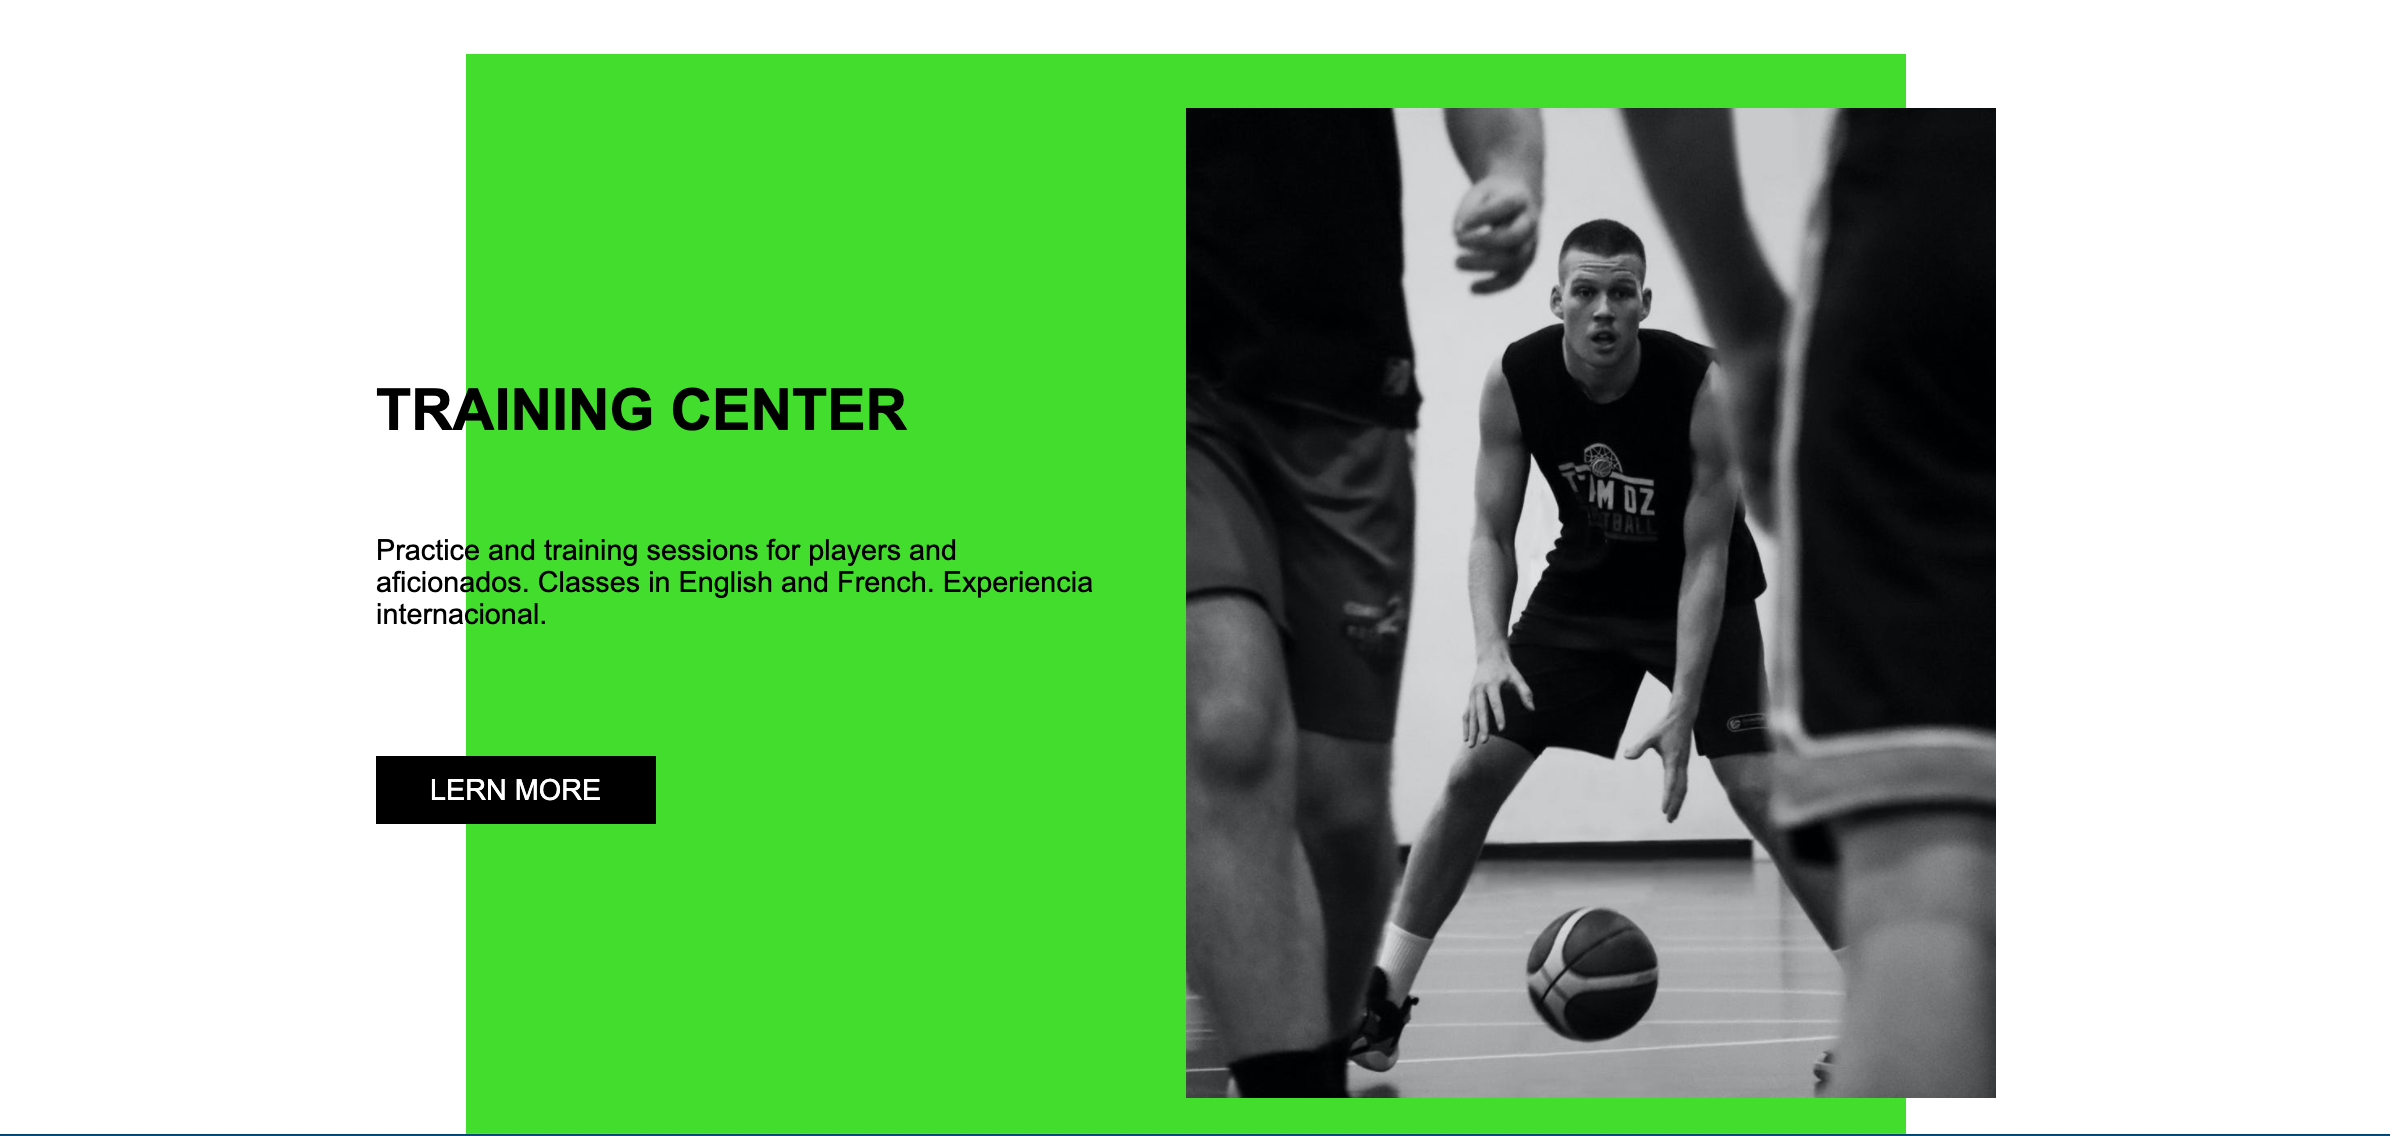 TRAINING CENTER
Practice and training sessions for players and
aficionados. Classes in English and French. Experiencia
internacional.
LERN MORE
OZ